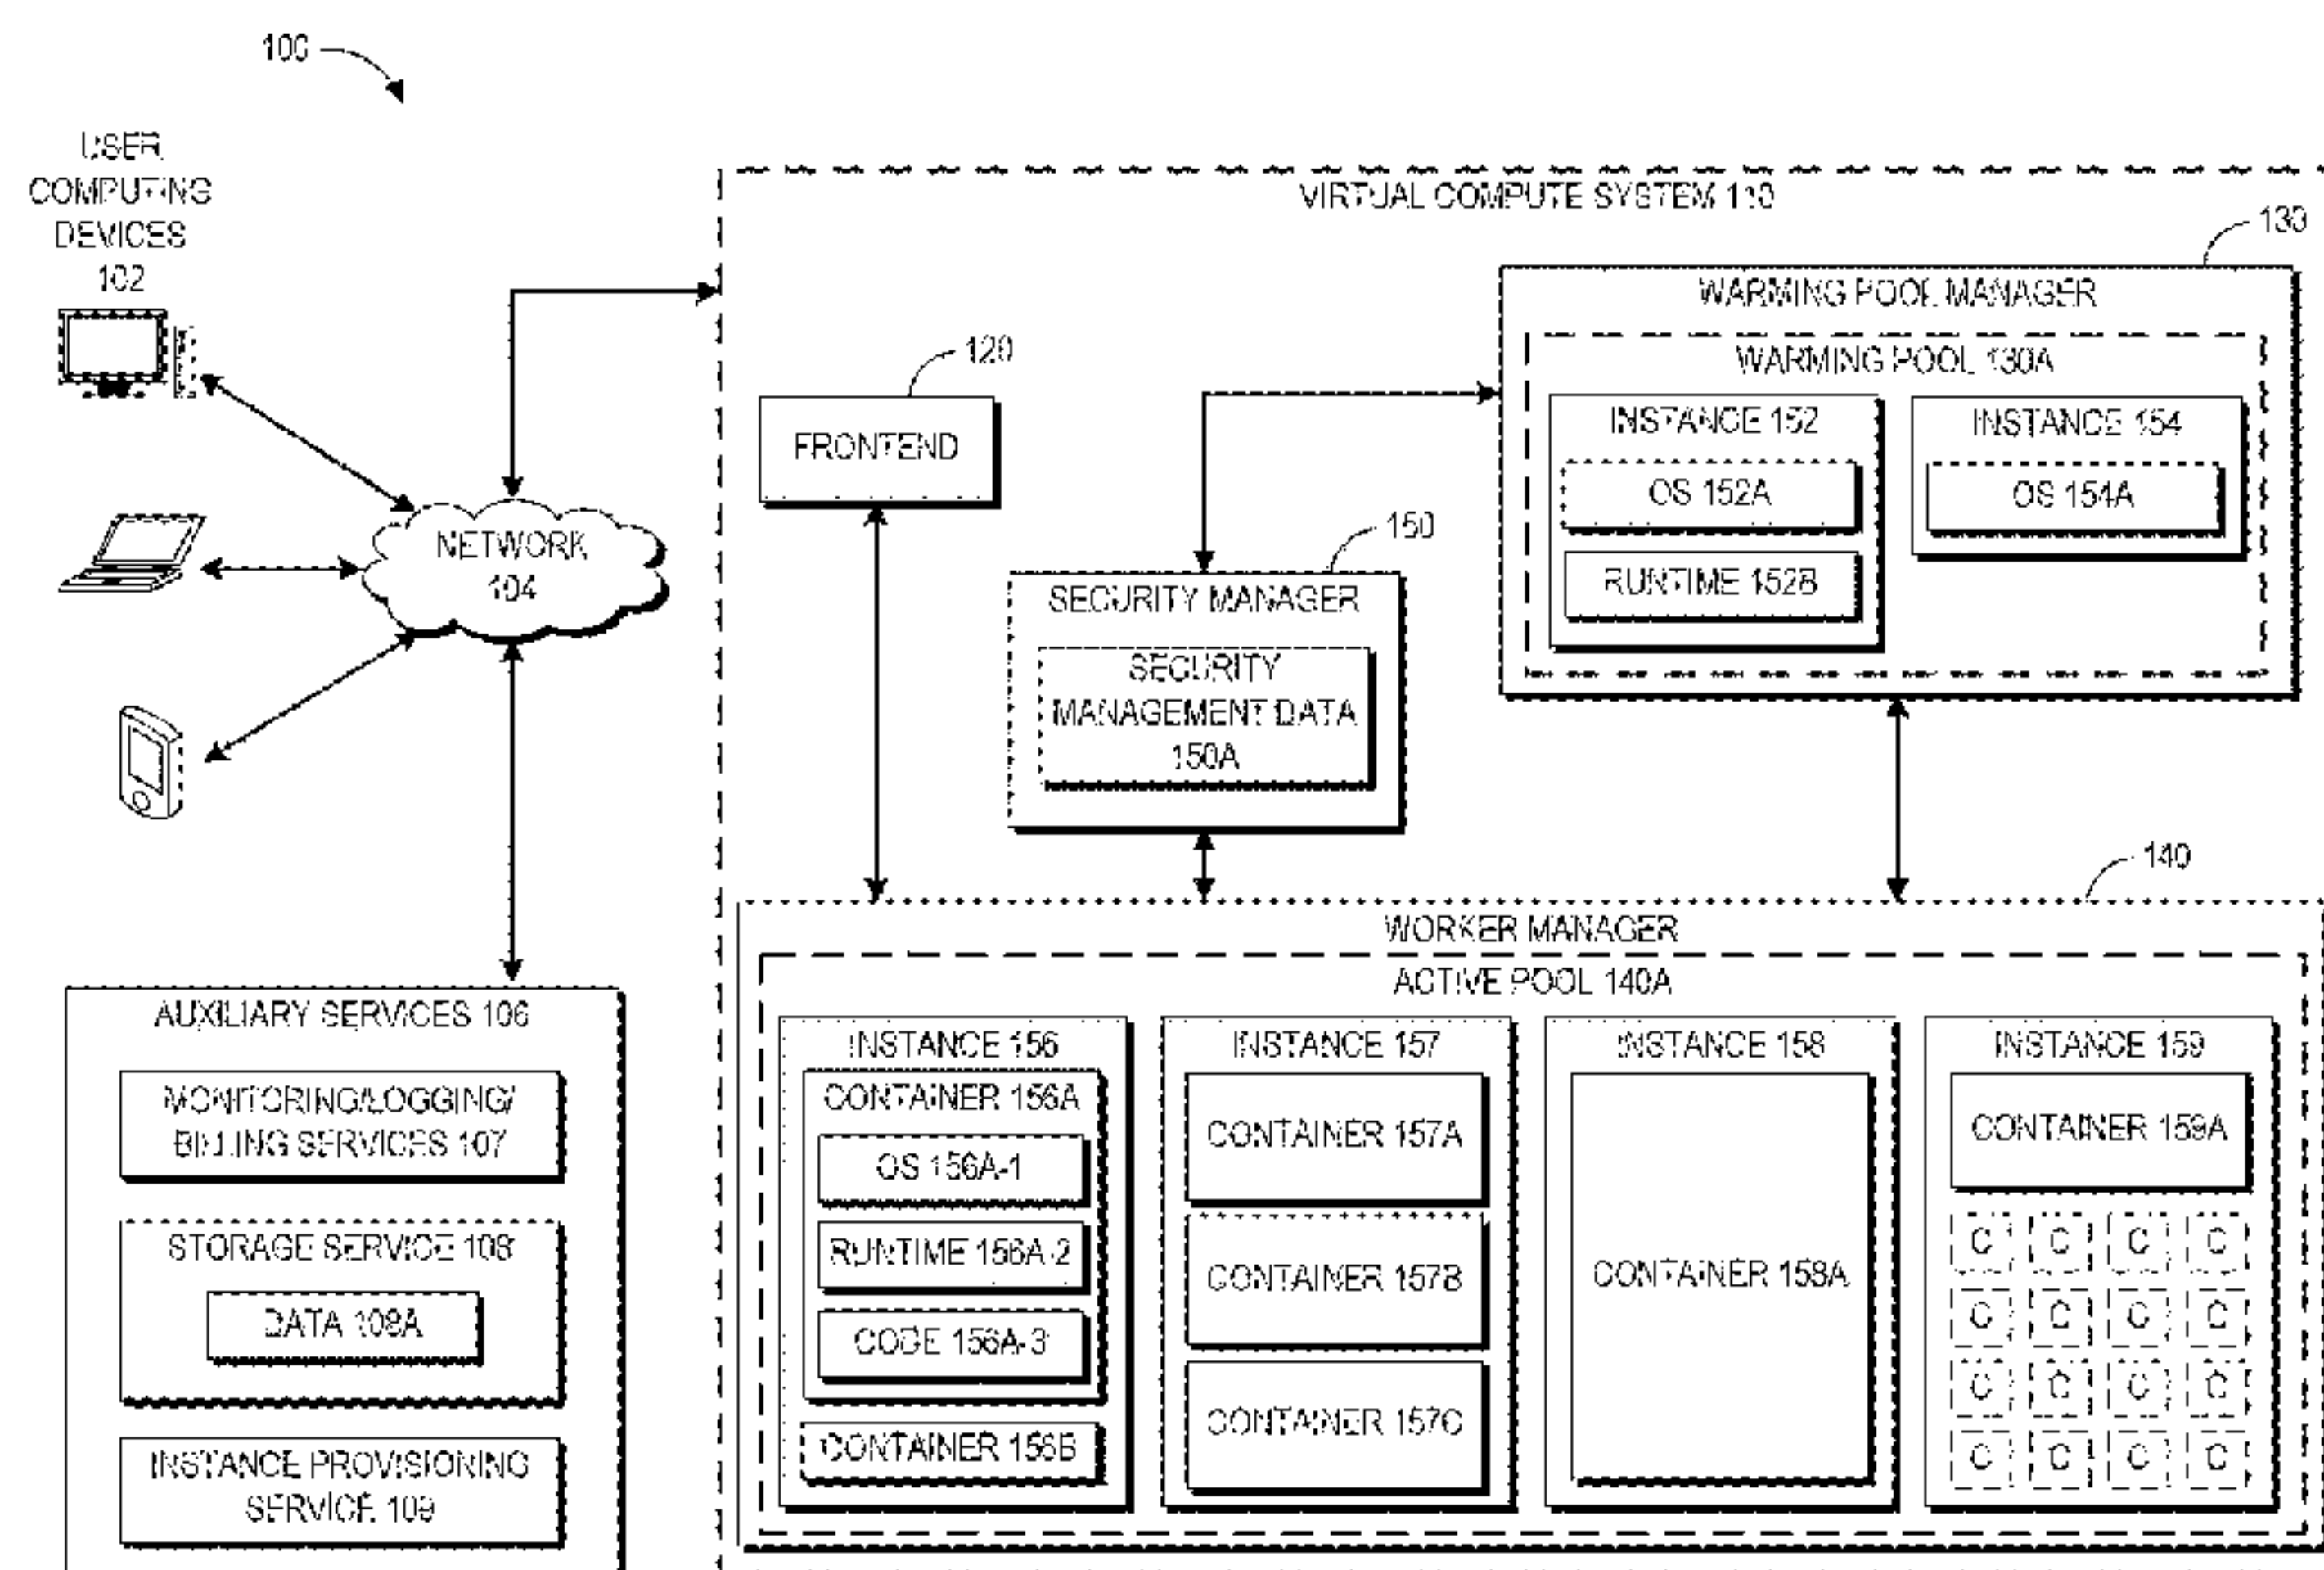 100
USER
COMPUTING
DEVICES
102
VIRTUAL COMPUTE SYSTEM 110
130
WARMING POOL MANAGER
WARMING POOL 130A
INSTANCE 152
OS 152A
RUNTIME 152B
INSTANCE 154
OS 154A
120
FRONTEND
NETWORK
104
150
SECURITY MANAGER
SECURITY
MANAGEMENT DATA
150A
140
WORKER MANAGER
ACTIVE POOL 140A
AUXILIARY SERVICES 106
MONITORING/LOGGING/
BILLING SERVICES 107
STORAGE SERVICE 108
DATA 108A
INSTANCE PROVISIONING
SERVICE 109
INSTANCE 156
CONTAINER 156A
OS 156A-1
RUNTIME 156A-2
CODE 156A-3
CONTAINER 156B
INSTANCE 157
CONTAINER 157A
CONTAINER 157B
CONTAINER 157C
INSTANCE 158
CONTAINER 158A
INSTANCE 159
CONTAINER 159A
C C C C
C C C C
C C C C
C C C C